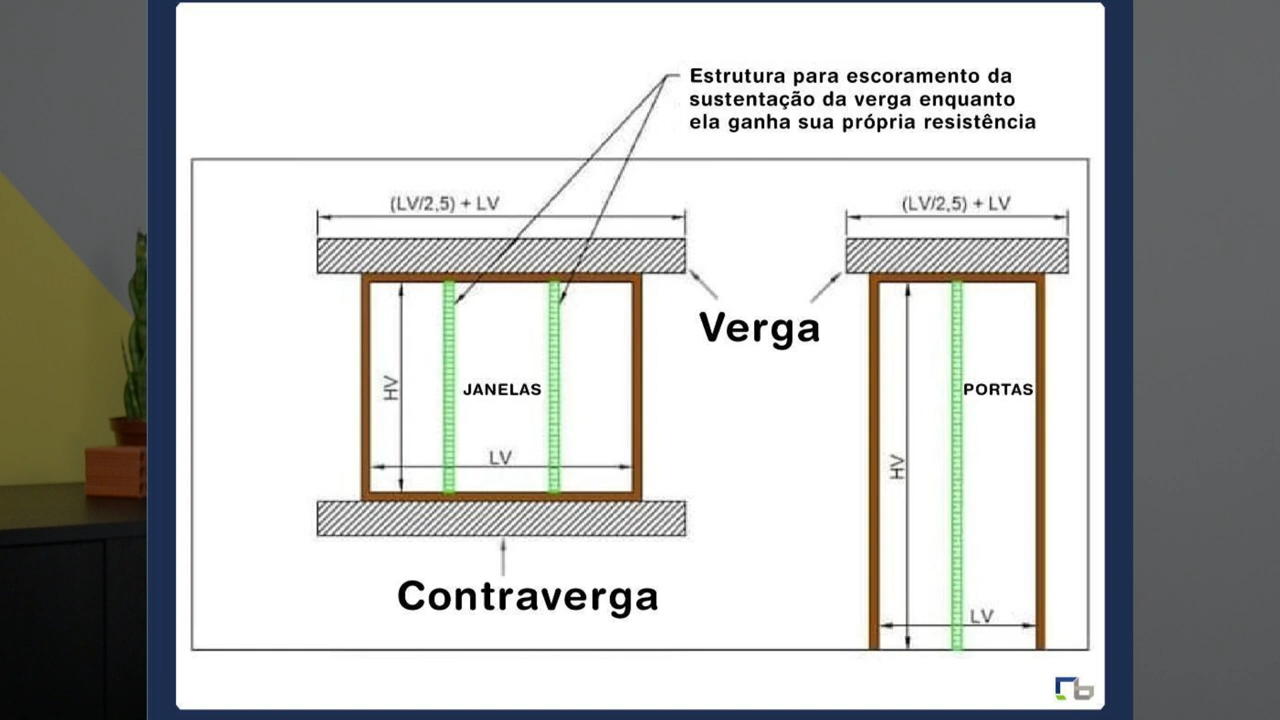 Estrutura para escoramento da
sustentação da verga enquanto
ela ganha sua própria resistência
(LV/2,5) + LV
(LV/2,5) + LV
Verga
HV
JANELAS
LV
HV
PORTAS
LV
Contraverga